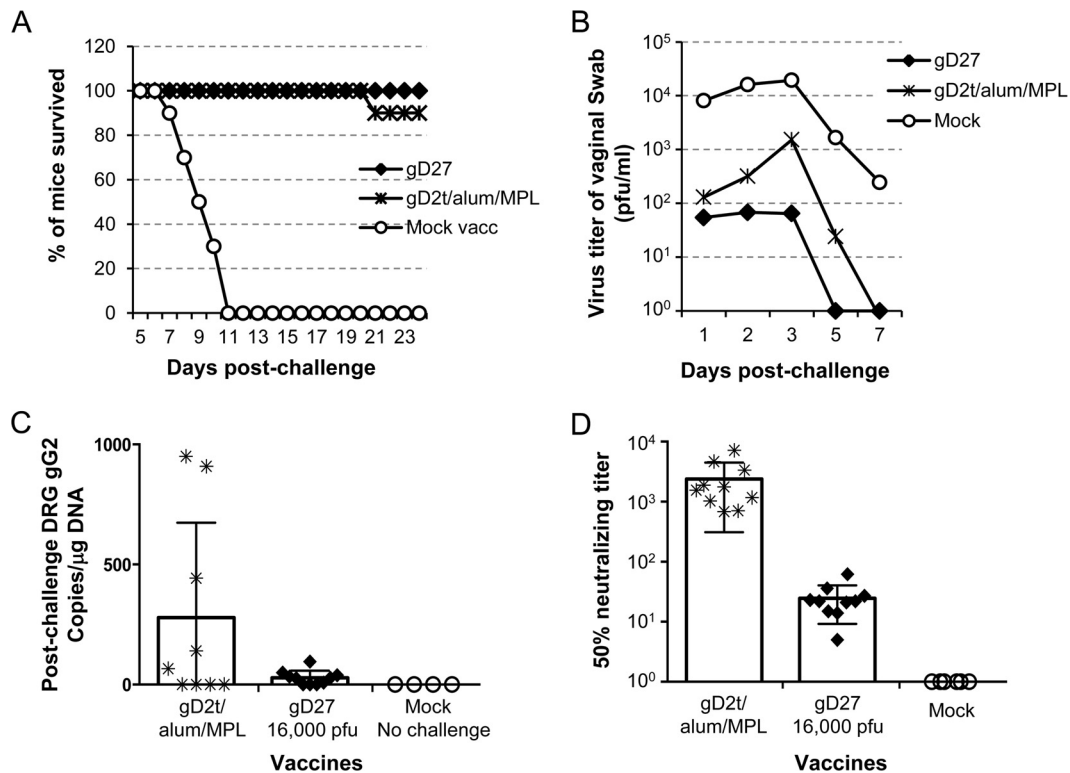 A
120
100
80
60
40
20
0
% of mice survived
5 7 9 11 13 15 17 19 21 23
Days post-challenge
gD27
gD2t/alum/MPL
Mock vacc
B
10⁵
10⁴
10³
10²
10¹
10⁰
Virus titer of vaginal Swab
(pfu/ml)
1 2 3 5 7
Days post-challenge
gD27
gD2t/alum/MPL
Mock
C
1000
500
0
Post-challenge DRG gG2
Copies/µg DNA
gD2t/
alum/MPL
gD27
16,000 pfu
Mock
No challenge
Vaccines
D
10⁴
10³
10²
10¹
10⁰
50% neutralizing titer
gD2t/
alum/MPL
gD27
16,000 pfu
Mock
Vaccines